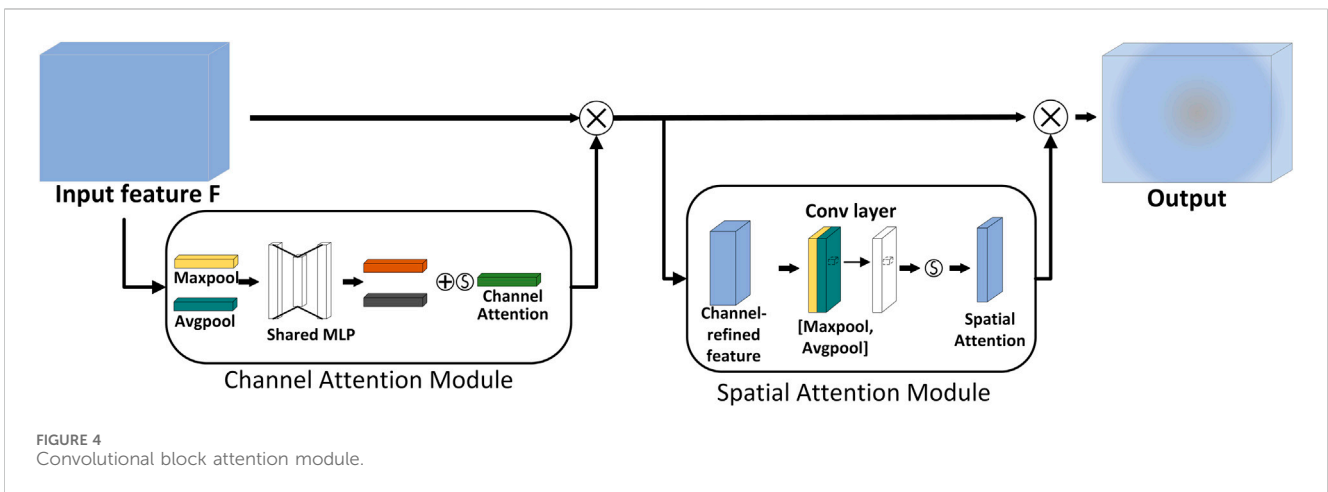 Input feature F
Maxpool
Avgpool
Shared MLP
S
Channel
Attention
Channel Attention Module
Conv layer
Channel-
refined
feature
[Maxpool,
Avgpool]
S
Spatial
Attention
Spatial Attention Module
Output
FIGURE 4
Convolutional block attention module.